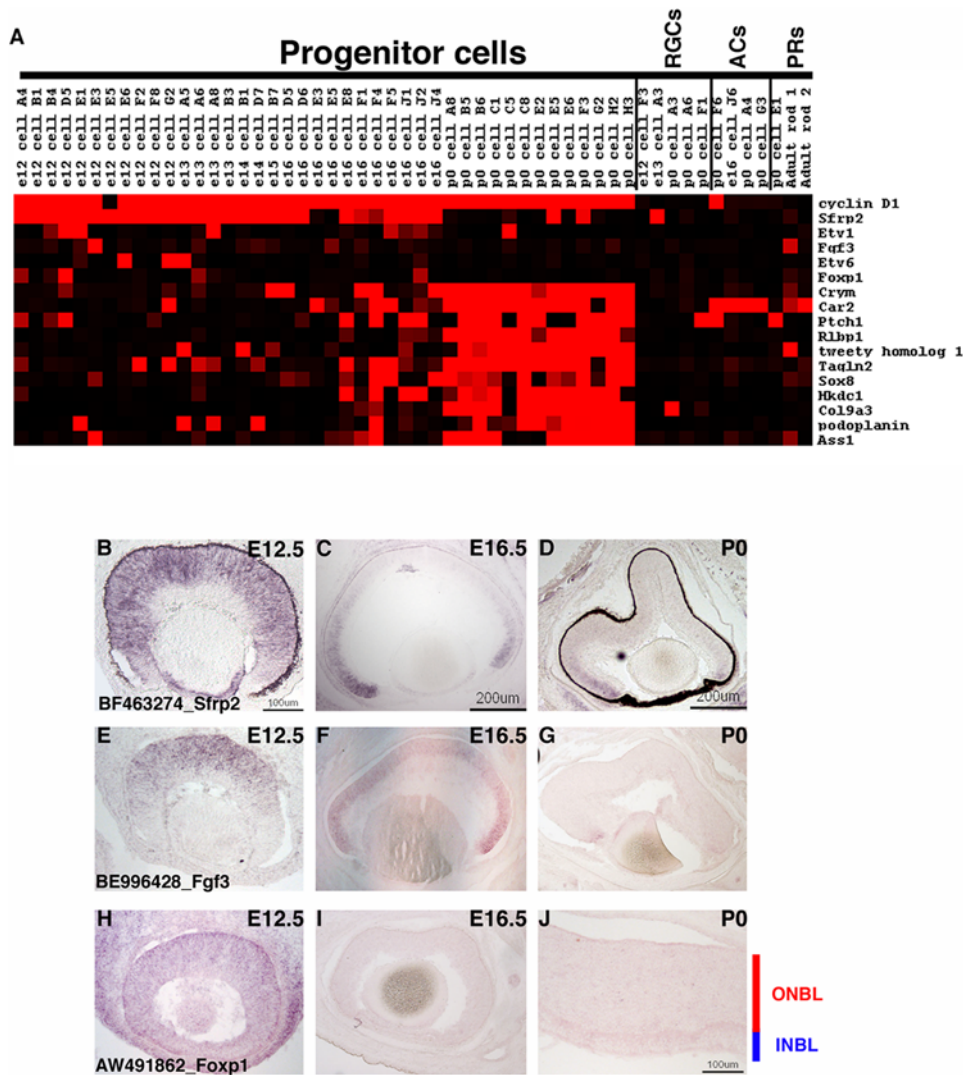 A
Progenitor cells
RGCs
ACs
PRs
e12 cell A4
e12 cell B1
e12 cell B4
e12 cell D5
e12 cell E1
e12 cell E3
e12 cell E5
e12 cell E6
e12 cell F2
e12 cell F8
e12 cell G2
e13 cell A5
e13 cell A6
e13 cell A8
e13 cell B3
e14 cell B1
e14 cell D7
e15 cell B7
e16 cell D5
e16 cell D6
e16 cell E3
e16 cell E5
e16 cell E8
e16 cell F1
e16 cell F4
e16 cell F5
e16 cell J1
e16 cell J2
e16 cell J4
p0 cell A8
p0 cell B5
p0 cell B6
p0 cell C1
p0 cell C5
p0 cell C8
p0 cell E2
p0 cell E5
p0 cell E6
p0 cell F3
p0 cell G2
p0 cell H2
p0 cell H3
e12 cell F3
e13 cell A3
p0 cell A3
p0 cell A6
p0 cell F1
p0 cell F6
e16 cell J6
p0 cell A4
p0 cell G3
p0 cell E1
Adult rod 1
Adult rod 2
cyclin D1
Sfrp2
Etv1
Fgf3
Etv6
Foxp1
Crym
Car2
Ptch1
Rlbp1
tweety homolog 1
Tagln2
Sox8
Hkdc1
Col9a3
podoplanin
Ass1
B E12.5
BF463274_Sfrp2 100um
C E16.5
200um
D P0
200um
E E12.5
BE996428_Fgf3
F E16.5
G P0
H E12.5
AW491862_Foxp1
I E16.5
J P0
100um
ONBL
INBL